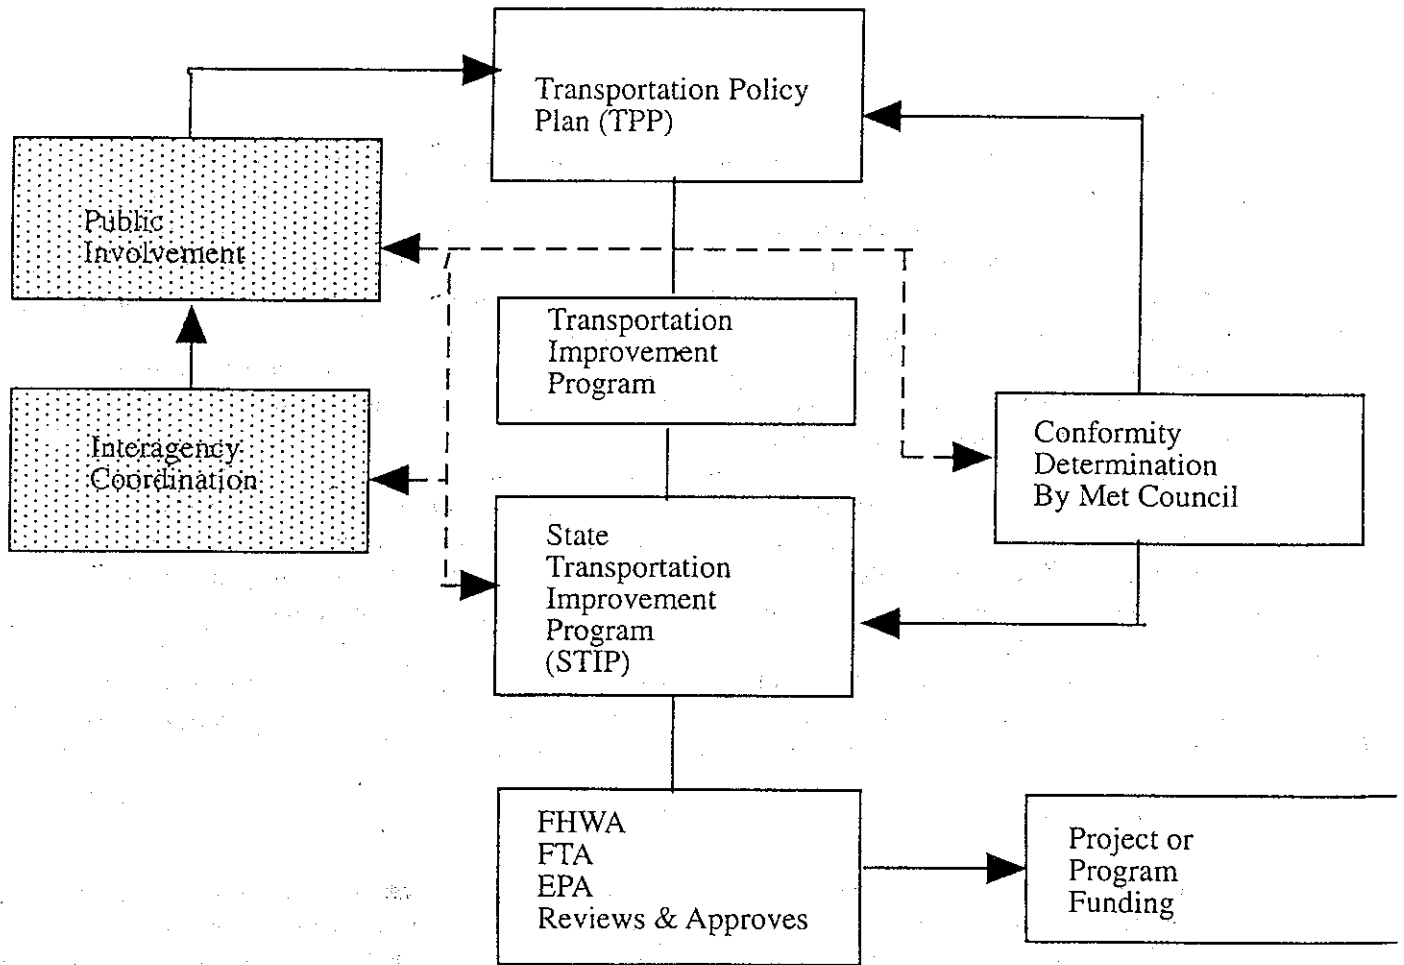 Transportation Policy
Plan (TPP)
Public
Involvement
Transportation
Improvement
Program
Interagency
Coordination
Conformity
Determination
By Met Council
State
Transportation
Improvement
Program
(STIP)
FHWA
FTA
EPA
Reviews & Approves
Project or
Program
Funding